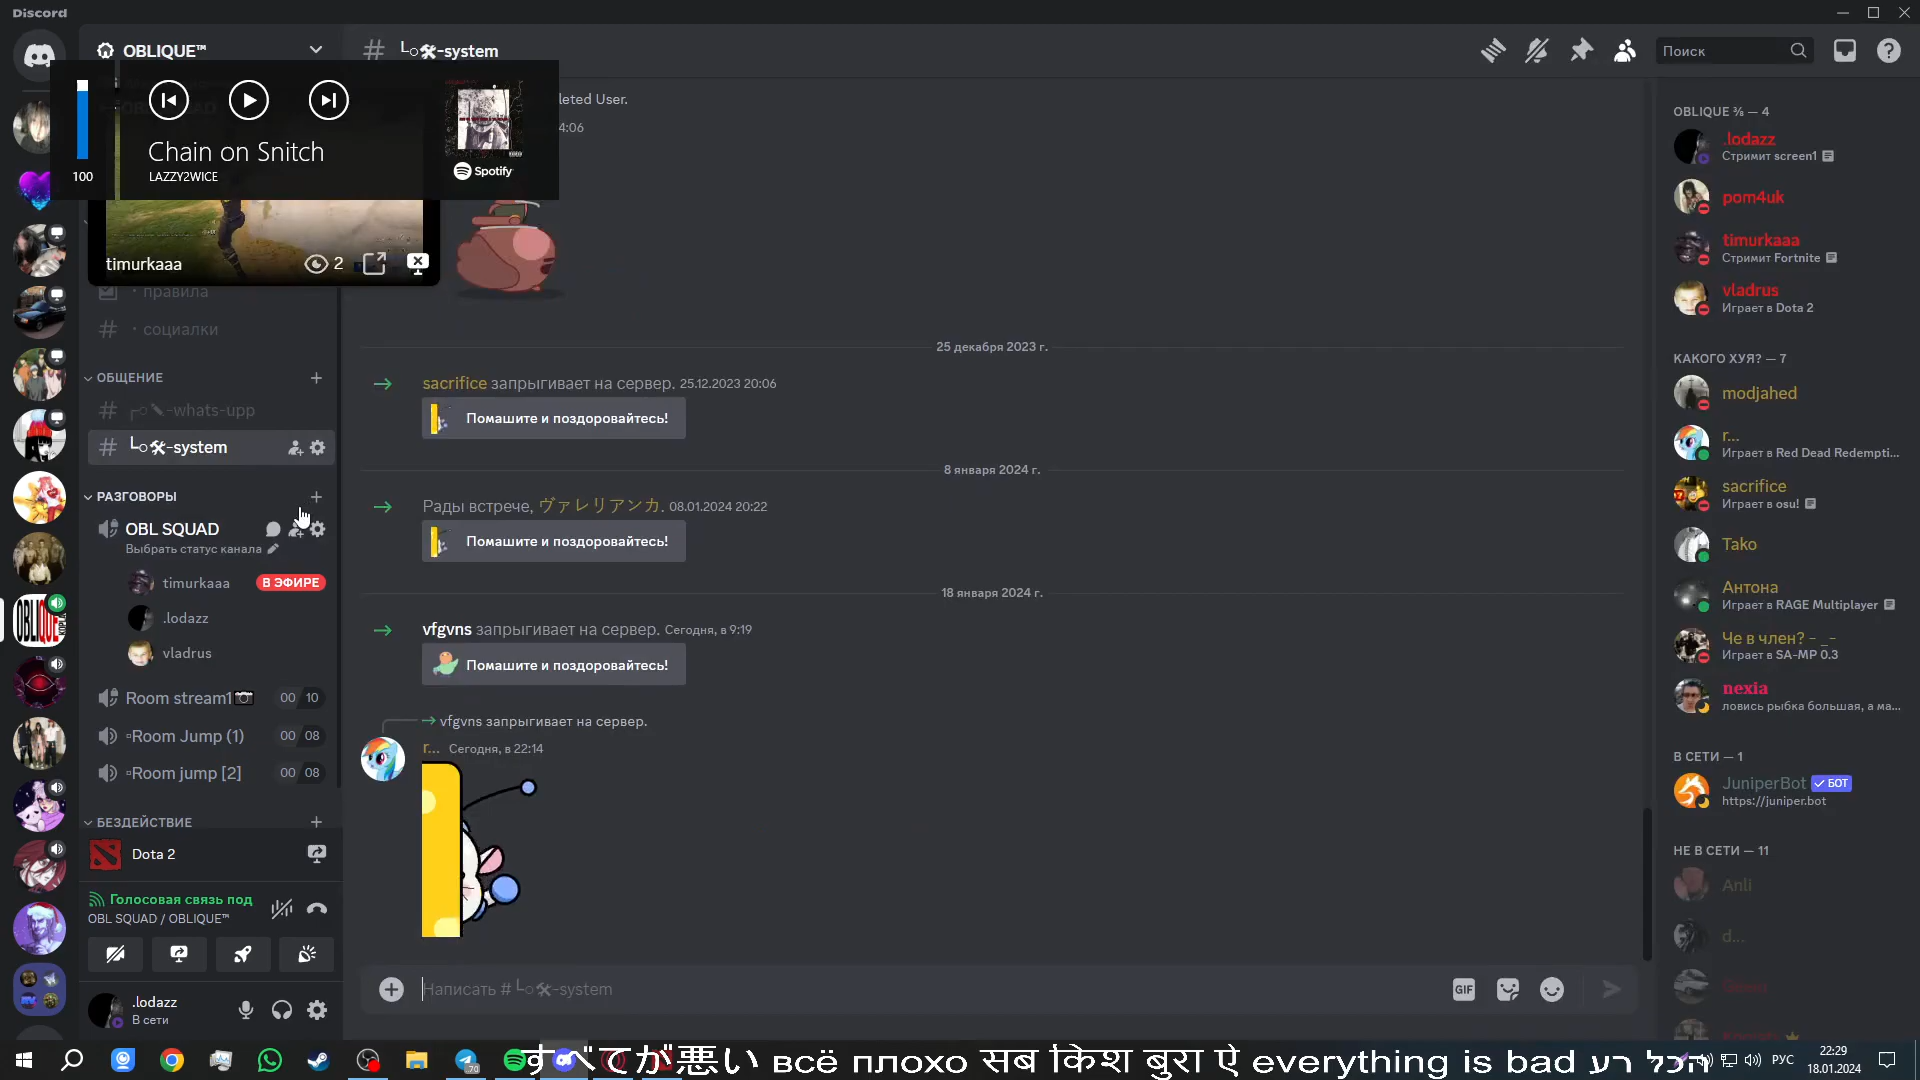 Discord
OBLIQUE™
└○🛠-system
Поиск
leted User.
4:06
100
Chain on Snitch
LAZZY2WICE
Spotify
timurkaaa
2
правила
социалки
ОБЩЕНИЕ
┌○✎-whats-upp
└○🛠-system
РАЗГОВОРЫ
OBL SQUAD
Выбрать статус канала
timurkaaa
В ЭФИРЕ
.lodazz
vladrus
Room stream1📷
00 10
▫Room Jump (1)
00 08
▫Room jump [2]
00 08
БЕЗДЕЙСТВИЕ
Dota 2
Голосовая связь под
OBL SQUAD / OBLIQUE™
.lodazz
В сети
25 декабря 2023 г.
sacrifice запрыгивает на сервер. 25.12.2023 20:06
Помашите и поздоровайтесь!
8 января 2024 г.
Рады встрече, ヴァレリアンカ. 08.01.2024 20:22
Помашите и поздоровайтесь!
18 января 2024 г.
vfgvns запрыгивает на сервер. Сегодня, в 9:19
Помашите и поздоровайтесь!
vfgvns запрыгивает на сервер.
r... Сегодня, в 22:14
Написать #└○🛠-system
GIF
OBLIQUE ⅔ — 4
.lodazz
Стримит screen1
pom4uk
timurkaaa
Стримит Fortnite
vladrus
Играет в Dota 2
КАКОГО ХУЯ? — 7
modjahed
r...
Играет в Red Dead Redempti...
sacrifice
Играет в osu!
Tako
Антона
Играет в RAGE Multiplayer
Че в член? - _ -
Играет в SA-MP 0.3
nexia
ловись рыбка большая, а ма...
В СЕТИ — 1
JuniperBot
БОТ
https://juniper.bot
НЕ В СЕТИ — 11
Anli
d...
すべてが悪い всё плохо सब किश बुरा ऐ everything is bad הכל רע
70
РУС
22:29
18.01.2024